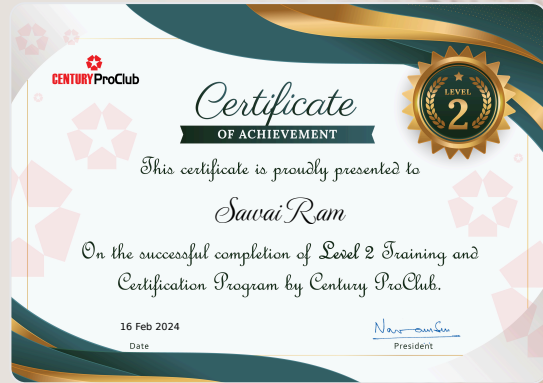 CENTURY ProClub
Certificate
OF ACHIEVEMENT
LEVEL
2
This certificate is proudly presented to
Sawai Ram
On the successful completion of Level 2 Training and
Certification Program by Century ProClub.
16 Feb 2024
Date
President